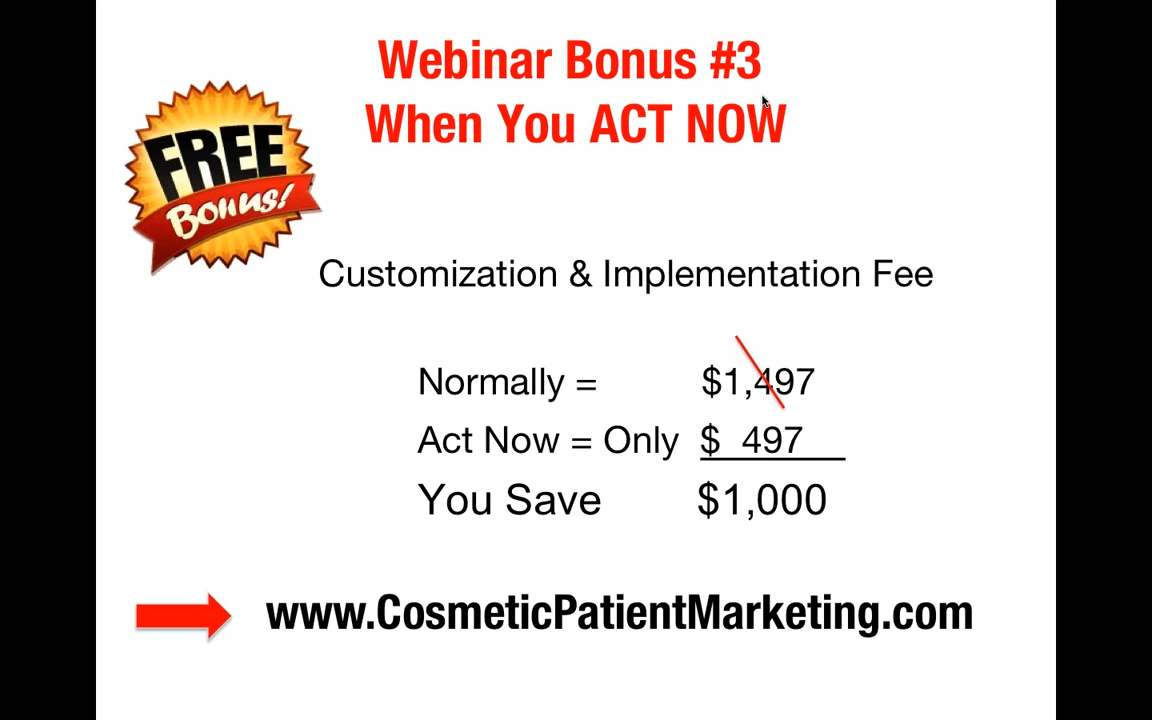 Webinar Bonus #3
When You ACT NOW
FREE
Bonus!
Customization & Implementation Fee
Normally = $1,497
Act Now = Only $ 497
You Save $1,000
www.CosmeticPatientMarketing.com